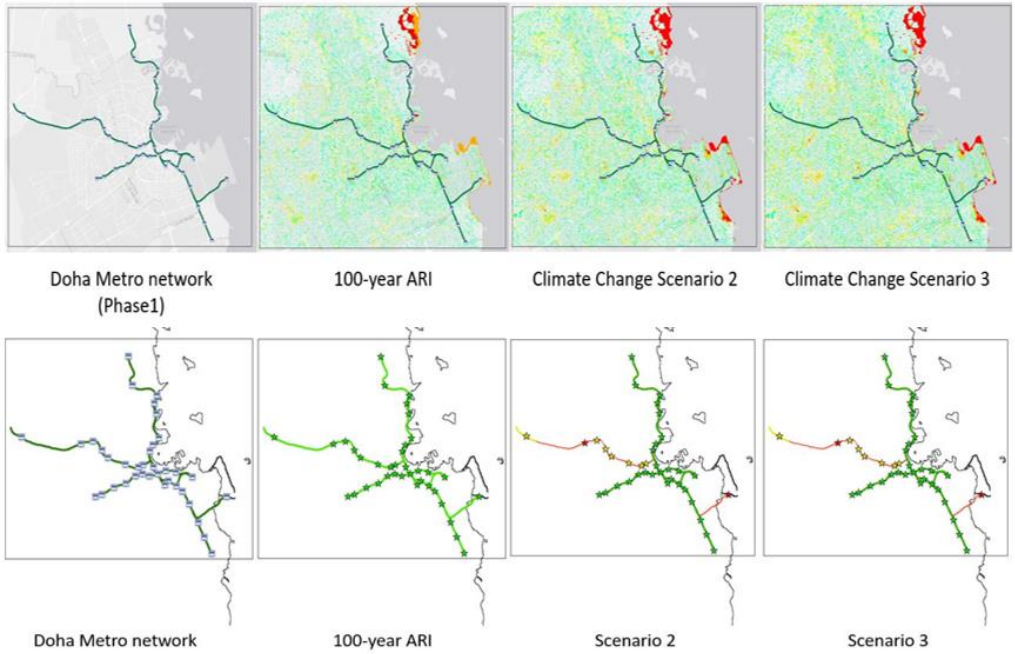 Doha Metro network
(Phase1)
100-year ARI
Climate Change Scenario 2
Climate Change Scenario 3
Doha Metro network
100-year ARI
Scenario 2
Scenario 3